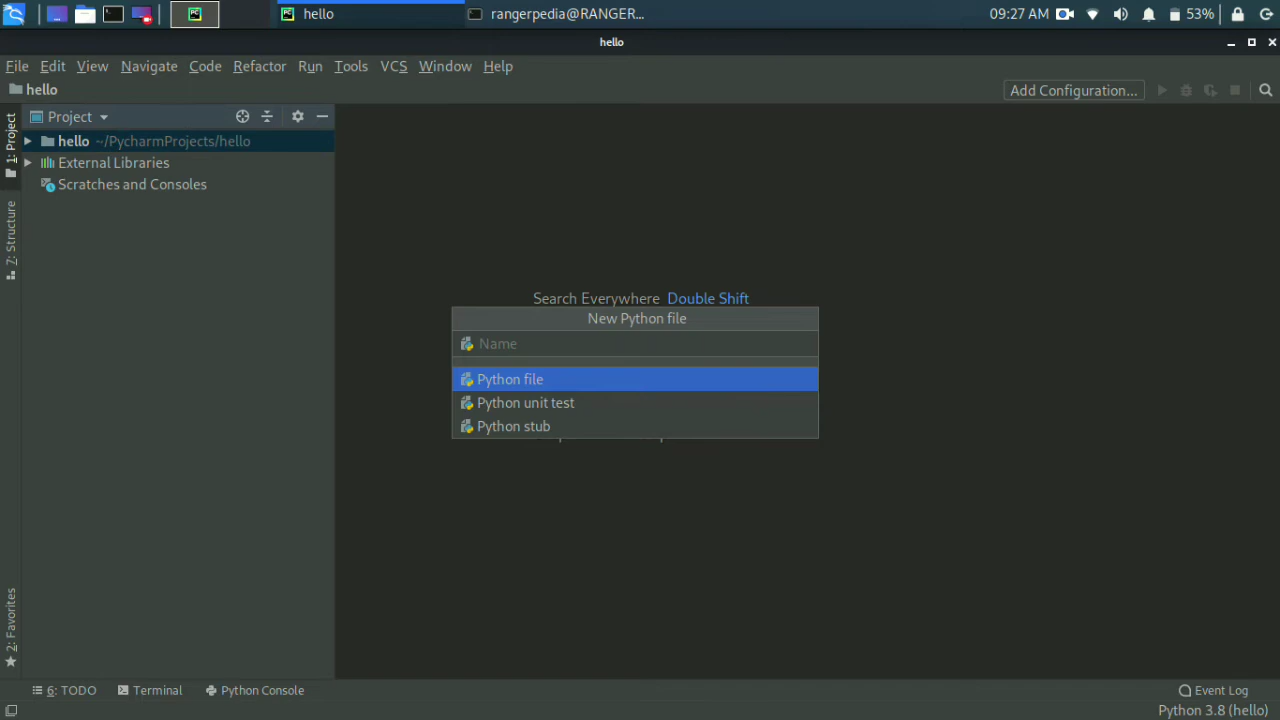 hello
rangerpedia@RANGER...
09:27 AM
53%
hello
File Edit View Navigate Code Refactor Run Tools VCS Window Help
hello
Add Configuration...
Project
1: Project
hello ~/PycharmProjects/hello
External Libraries
Scratches and Consoles
7: Structure
Search Everywhere Double Shift
New Python file
Name
Python file
Python unit test
Python stub
2: Favorites
6: TODO
Terminal
Python Console
Event Log
Python 3.8 (hello)